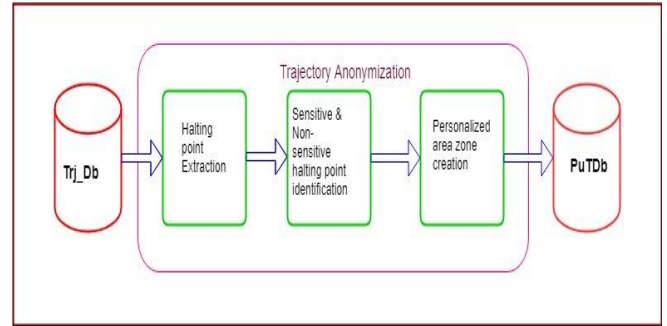 Trajectory Anonymization
Trj_Db
Halting
point
Extraction
Sensitive &
Non-
sensitive
halting point
identification
Personalized
area zone
creation
PuTDb